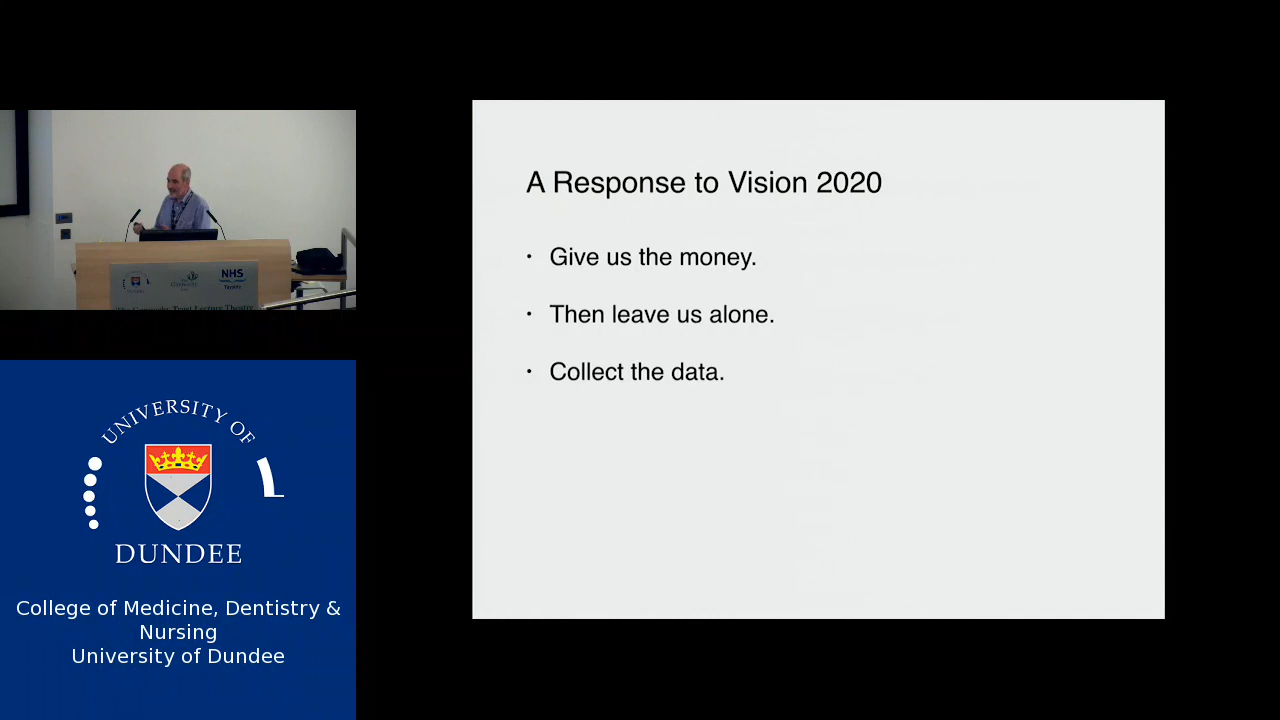 A Response to Vision 2020
• Give us the money.
• Then leave us alone.
• Collect the data.
NHS
UNIVERSITY OF
DUNDEE
College of Medicine, Dentistry &
Nursing
University of Dundee